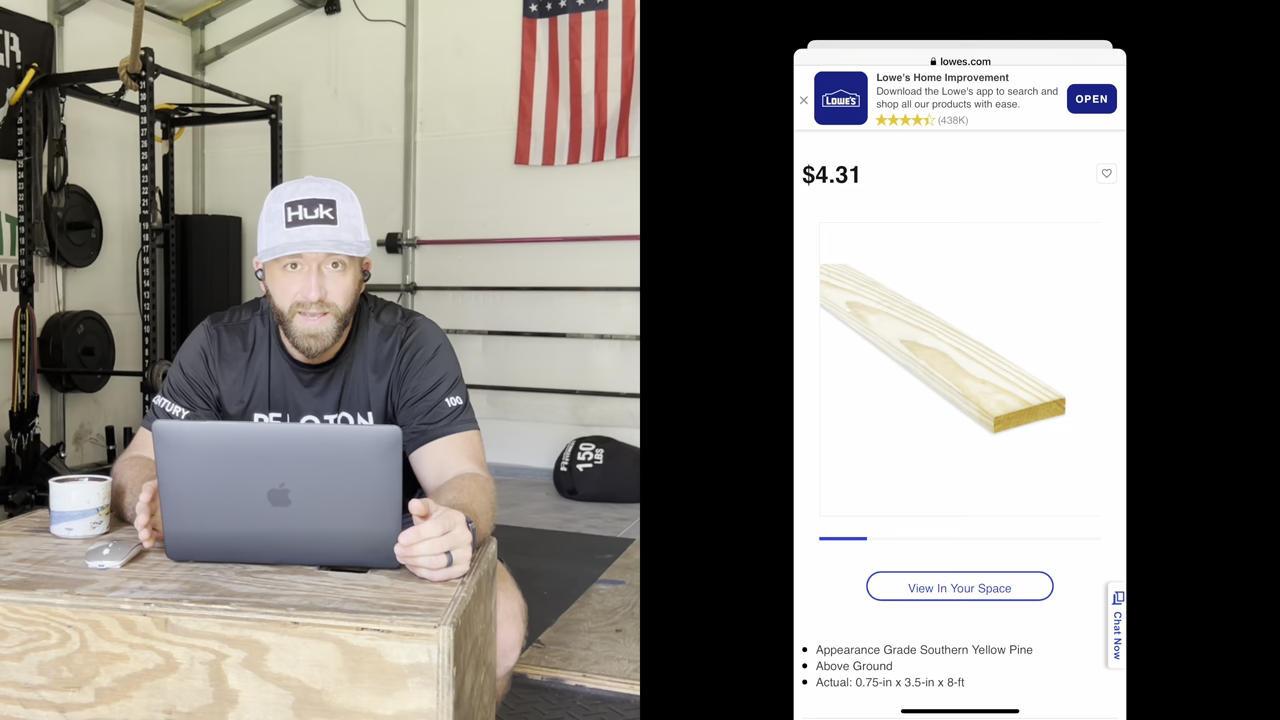 ER
Huk
CENTURY
100
PELOTON
150
LBS
lowes.com
Lowe's Home Improvement
Download the Lowe's app to search and
shop all our products with ease.
(438K)
OPEN
LOWE'S
$4.31
View In Your Space
Chat Now
Appearance Grade Southern Yellow Pine
Above Ground
Actual: 0.75-in x 3.5-in x 8-ft